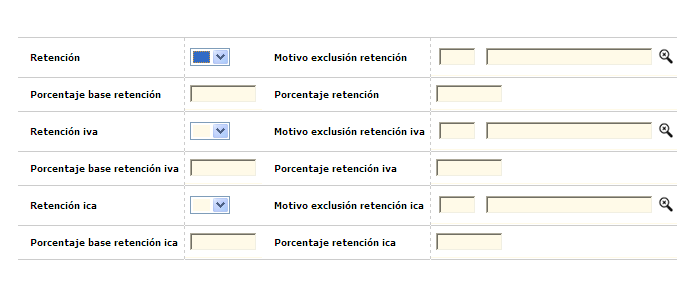 Retención Motivo exclusión retención
Porcentaje base retención Porcentaje retención
Retención iva Motivo exclusión retención iva
Porcentaje base retención iva Porcentaje retención iva
Retención ica Motivo exclusión retención ica
Porcentaje base retención ica Porcentaje retención ica